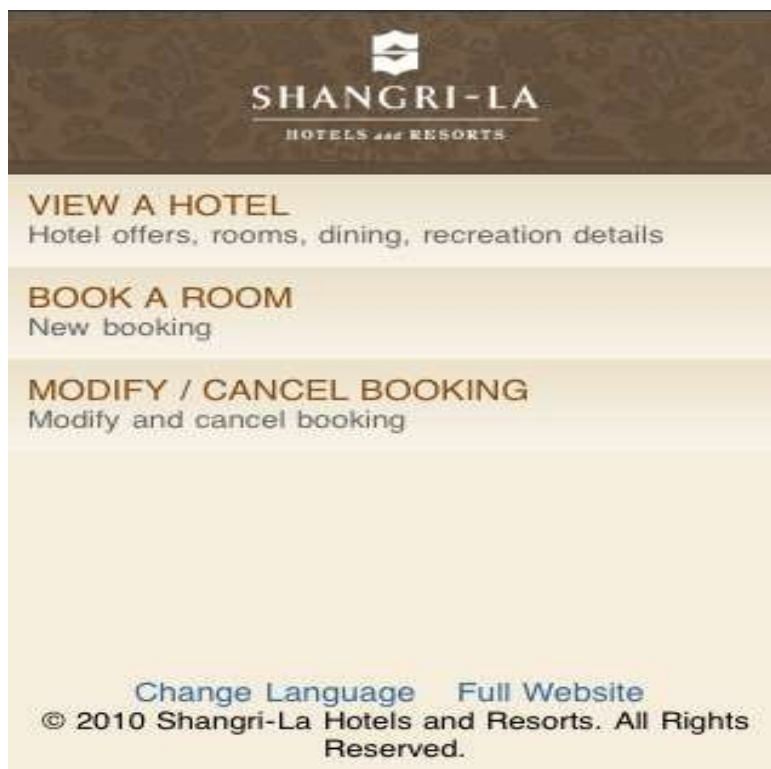 SHANGRI-LA
HOTELS and RESORTS
VIEW A HOTEL
Hotel offers, rooms, dining, recreation details
BOOK A ROOM
New booking
MODIFY / CANCEL BOOKING
Modify and cancel booking
Change Language Full Website
© 2010 Shangri-La Hotels and Resorts. All Rights
Reserved.